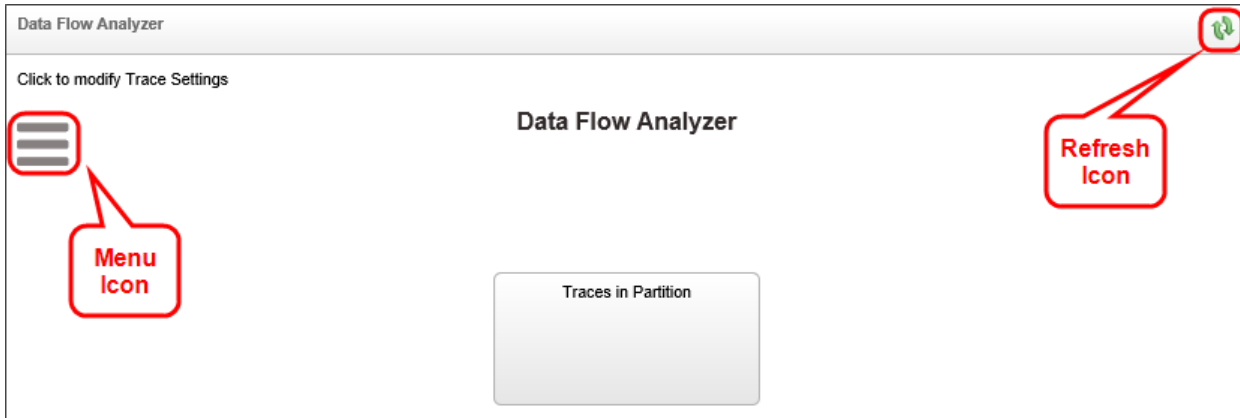 Data Flow Analyzer
Click to modify Trace Settings
Data Flow Analyzer
Refresh
Icon
Menu
Icon
Traces in Partition